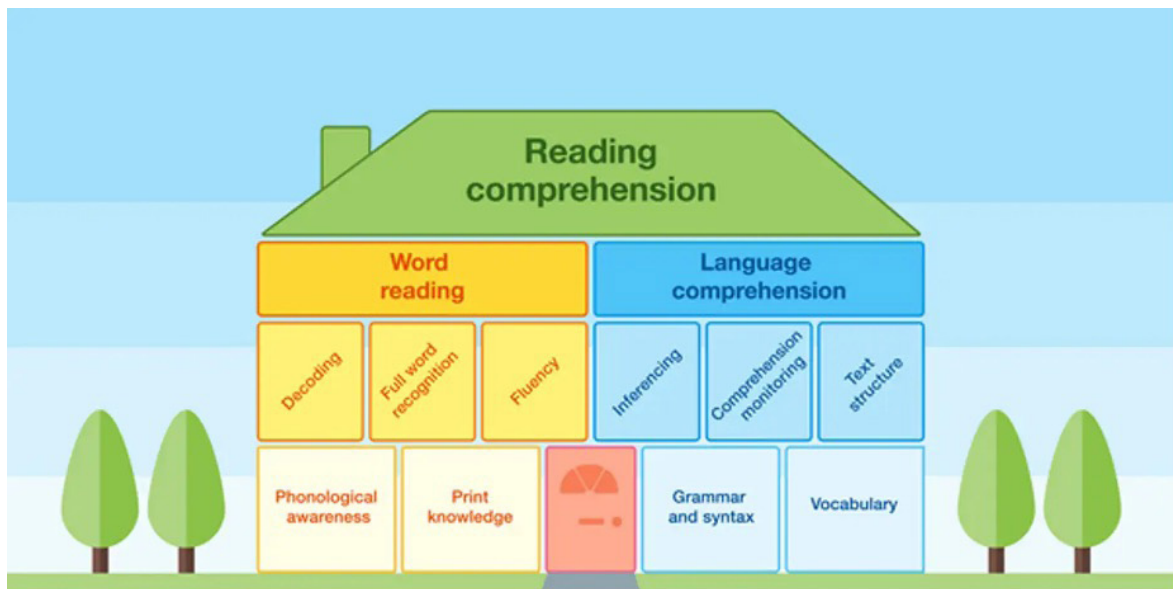 Reading
comprehension
Word
reading
Language
comprehension
Decoding
Full word
recognition
Fluency
Inferencing
Comprehension
monitoring
Text
structure
Phonological
awareness
Print
knowledge
Grammar
and syntax
Vocabulary